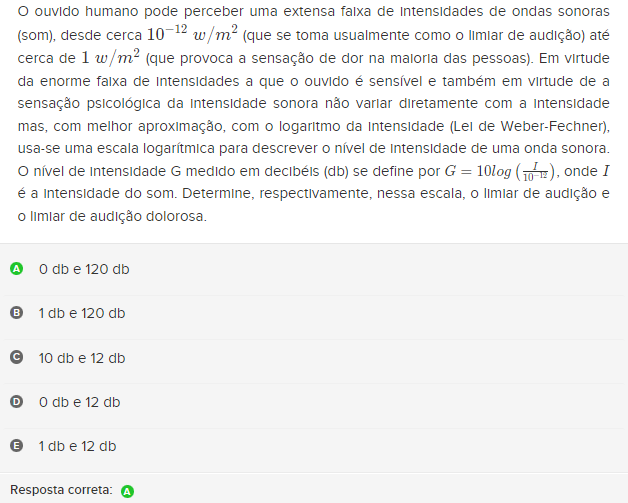 O ouvido humano pode perceber uma extensa faixa de intensidades de ondas sonoras
(som), desde cerca 10⁻¹² w/m² (que se toma usualmente como o limiar de audição) até
cerca de 1 w/m² (que provoca a sensação de dor na maioria das pessoas). Em virtude
da enorme faixa de intensidades a que o ouvido é sensível e também em virtude de a
sensação psicológica da intensidade sonora não variar diretamente com a intensidade
mas, com melhor aproximação, com o logaritmo da intensidade (Lei de Weber-Fechner),
usa-se uma escala logarítmica para descrever o nível de intensidade de uma onda sonora.
O nível de intensidade G medido em decibéis (db) se define por G = 10log (I/10⁻¹²), onde I
é a intensidade do som. Determine, respectivamente, nessa escala, o limiar de audição e
o limiar de audição dolorosa.
A 0 db e 120 db
B 1 db e 120 db
C 10 db e 12 db
D 0 db e 12 db
E 1 db e 12 db
Resposta correta: A